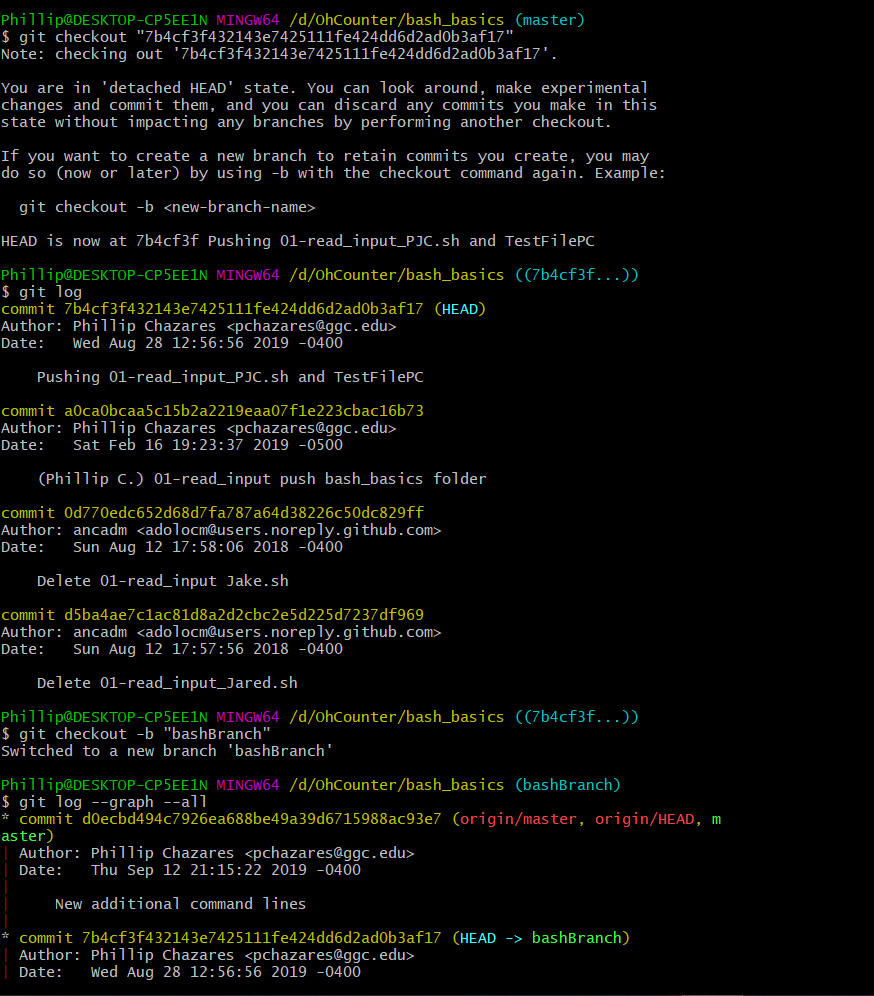 Phillip@DESKTOP-CP5EE1N MINGW64 /d/OhCounter/bash_basics (master)
$ git checkout "7b4cf3f432143e7425111fe424dd6d2ad0b3af17"
Note: checking out '7b4cf3f432143e7425111fe424dd6d2ad0b3af17'.
You are in 'detached HEAD' state. You can look around, make experimental
changes and commit them, and you can discard any commits you make in this
state without impacting any branches by performing another checkout.
If you want to create a new branch to retain commits you create, you may
do so (now or later) by using -b with the checkout command again. Example:
  git checkout -b <new-branch-name>
HEAD is now at 7b4cf3f Pushing 01-read_input_PJC.sh and TestFilePC
Phillip@DESKTOP-CP5EE1N MINGW64 /d/OhCounter/bash_basics ((7b4cf3f...))
$ git log
commit 7b4cf3f432143e7425111fe424dd6d2ad0b3af17 (HEAD)
Author: Phillip Chazares <pchazares@ggc.edu>
Date:   Wed Aug 28 12:56:56 2019 -0400
    Pushing 01-read_input_PJC.sh and TestFilePC
commit a0ca0bcaa5c15b2a2219eaa07f1e223cbac16b73
Author: Phillip Chazares <pchazares@ggc.edu>
Date:   Sat Feb 16 19:23:37 2019 -0500
    (Phillip C.) 01-read_input push bash_basics folder
commit 0d770edc652d68d7fa787a64d38226c50dc829ff
Author: ancadm <adolocm@users.noreply.github.com>
Date:   Sun Aug 12 17:58:06 2018 -0400
    Delete 01-read_input Jake.sh
commit d5ba4ae7c1ac81d8a2d2cbc2e5d225d7237df969
Author: ancadm <adolocm@users.noreply.github.com>
Date:   Sun Aug 12 17:57:56 2018 -0400
    Delete 01-read_input_Jared.sh
Phillip@DESKTOP-CP5EE1N MINGW64 /d/OhCounter/bash_basics ((7b4cf3f...))
$ git checkout -b "bashBranch"
Switched to a new branch 'bashBranch'
Phillip@DESKTOP-CP5EE1N MINGW64 /d/OhCounter/bash_basics (bashBranch)
$ git log --graph --all
* commit d0ecbd494c7926ea688be49a39d6715988ac93e7 (origin/master, origin/HEAD, m
aster)
| Author: Phillip Chazares <pchazares@ggc.edu>
| Date:   Thu Sep 12 21:15:22 2019 -0400
|
|     New additional command lines
|
* commit 7b4cf3f432143e7425111fe424dd6d2ad0b3af17 (HEAD -> bashBranch)
| Author: Phillip Chazares <pchazares@ggc.edu>
| Date:   Wed Aug 28 12:56:56 2019 -0400